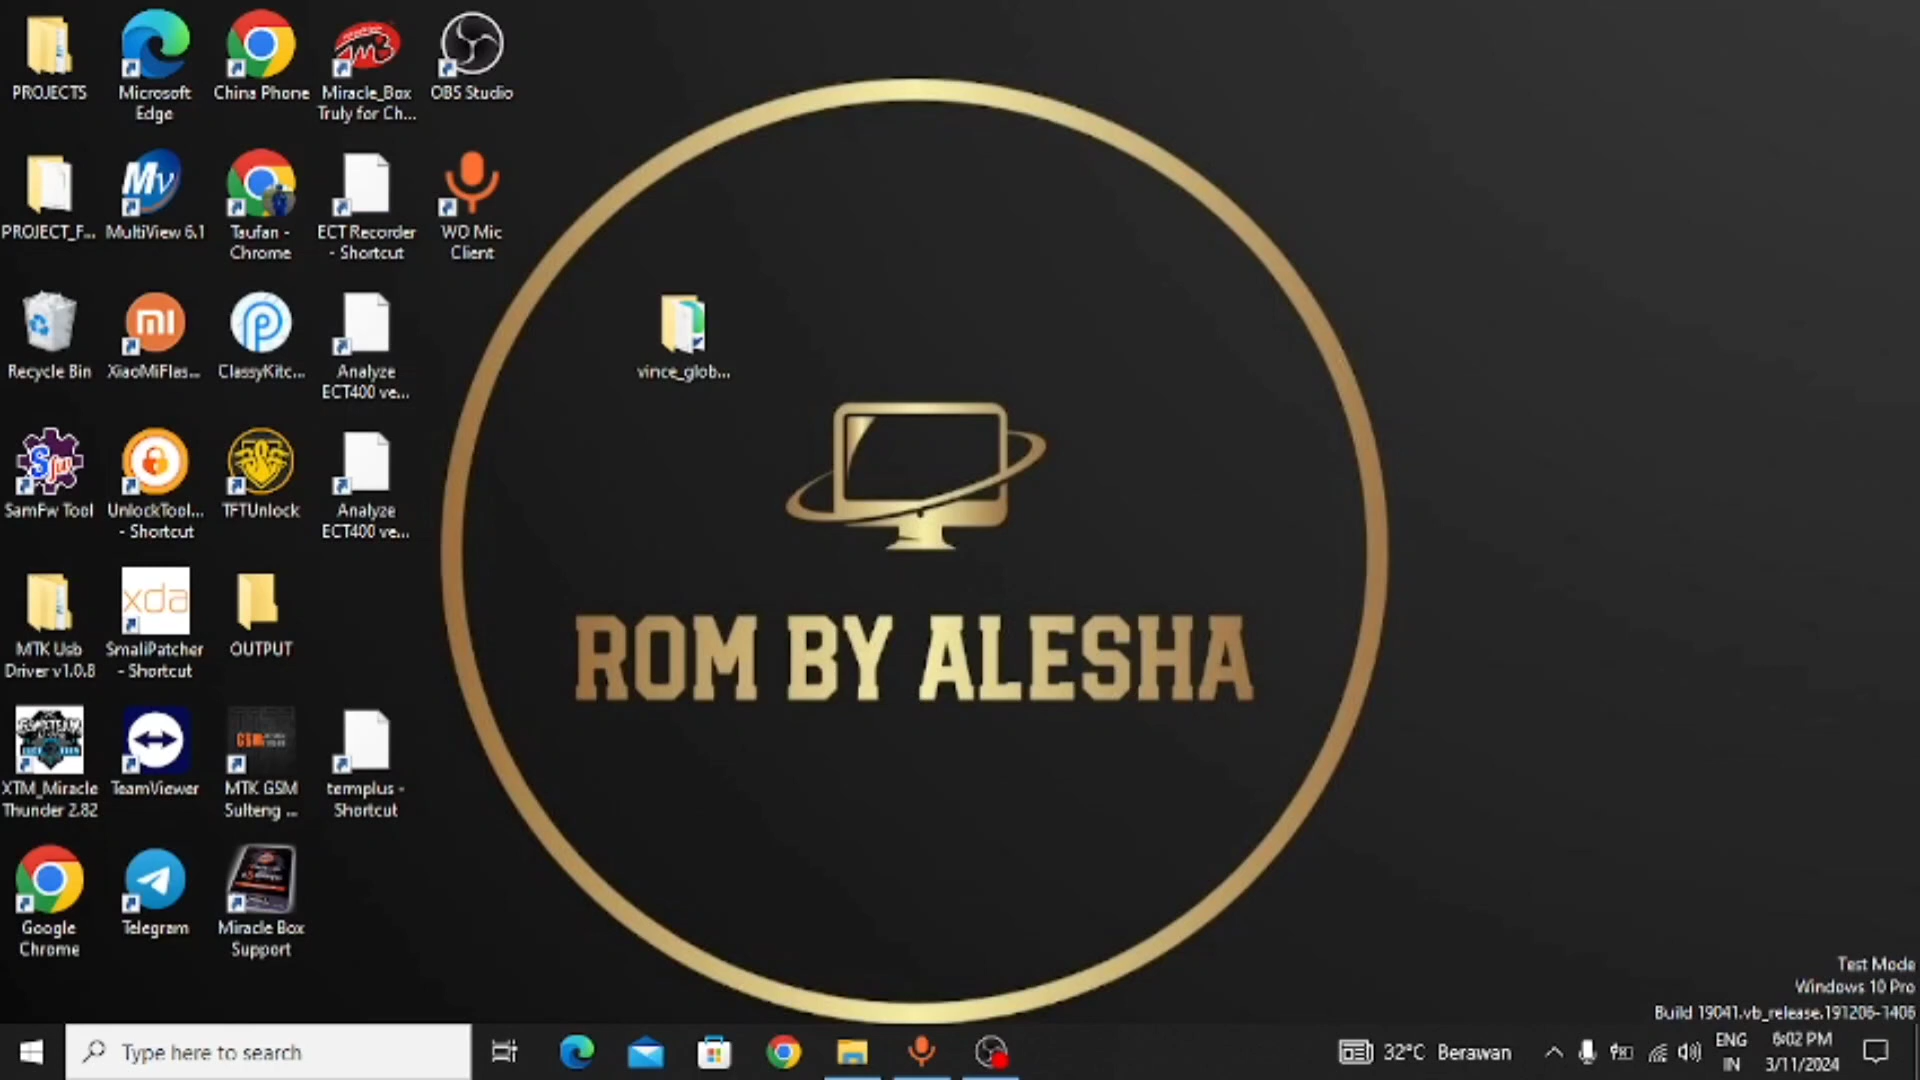 PROJECTS
Microsoft
Edge
China Phone
Miracle_Box
Truly for Ch...
OBS Studio
PROJECT_F...
MultiView 6.1
Taufan -
Chrome
ECT Recorder
- Shortcut
WO Mic
Client
Recycle Bin
XiaoMiFlas...
ClassyKitc...
Analyze
ECT400 ve...
vince_glob...
SamFw Tool
UnlockTool...
- Shortcut
TFTUnlock
Analyze
ECT400 ve...
xda
MTK Usb
Driver v1.0.8
SmaliPatcher
- Shortcut
OUTPUT
ROM BY ALESHA
XTM_Miracle
Thunder 2.82
TeamViewer
MTK GSM
Sulteng ...
termplus -
Shortcut
Google
Chrome
Telegram
Miracle Box
Support
Test Mode
Windows 10 Pro
Build 19041.vb_release.191206-1406
Type here to search
32°C Berawan
ENG
IN
6:02 PM
3/11/2024